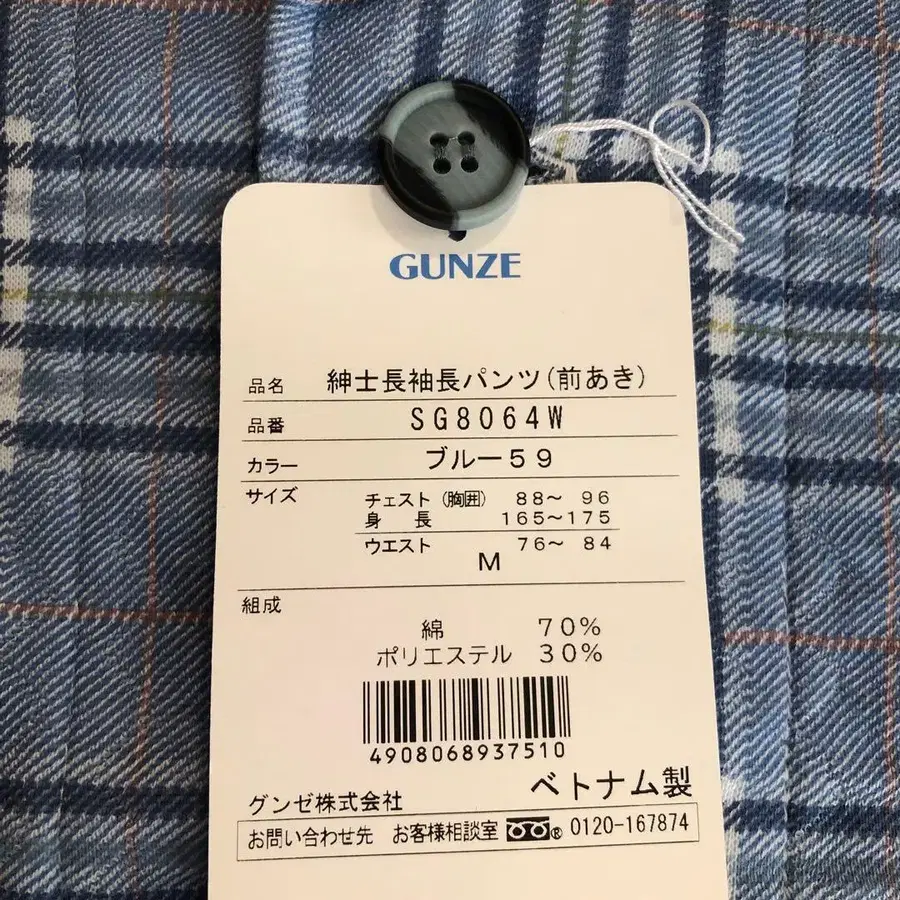 GUNZE
品名 紳士長袖長パンツ(前あき)
品番 SG8064W
カラー ブルー59
サイズ チェスト(胸囲) 88〜 96
身 長 165〜175
ウエスト 76〜 84
M
組成
綿 70%
ポリエステル 30%
4908068937510
ベトナム製
グンゼ株式会社
お問い合わせ先 お客様相談室 0120-167874